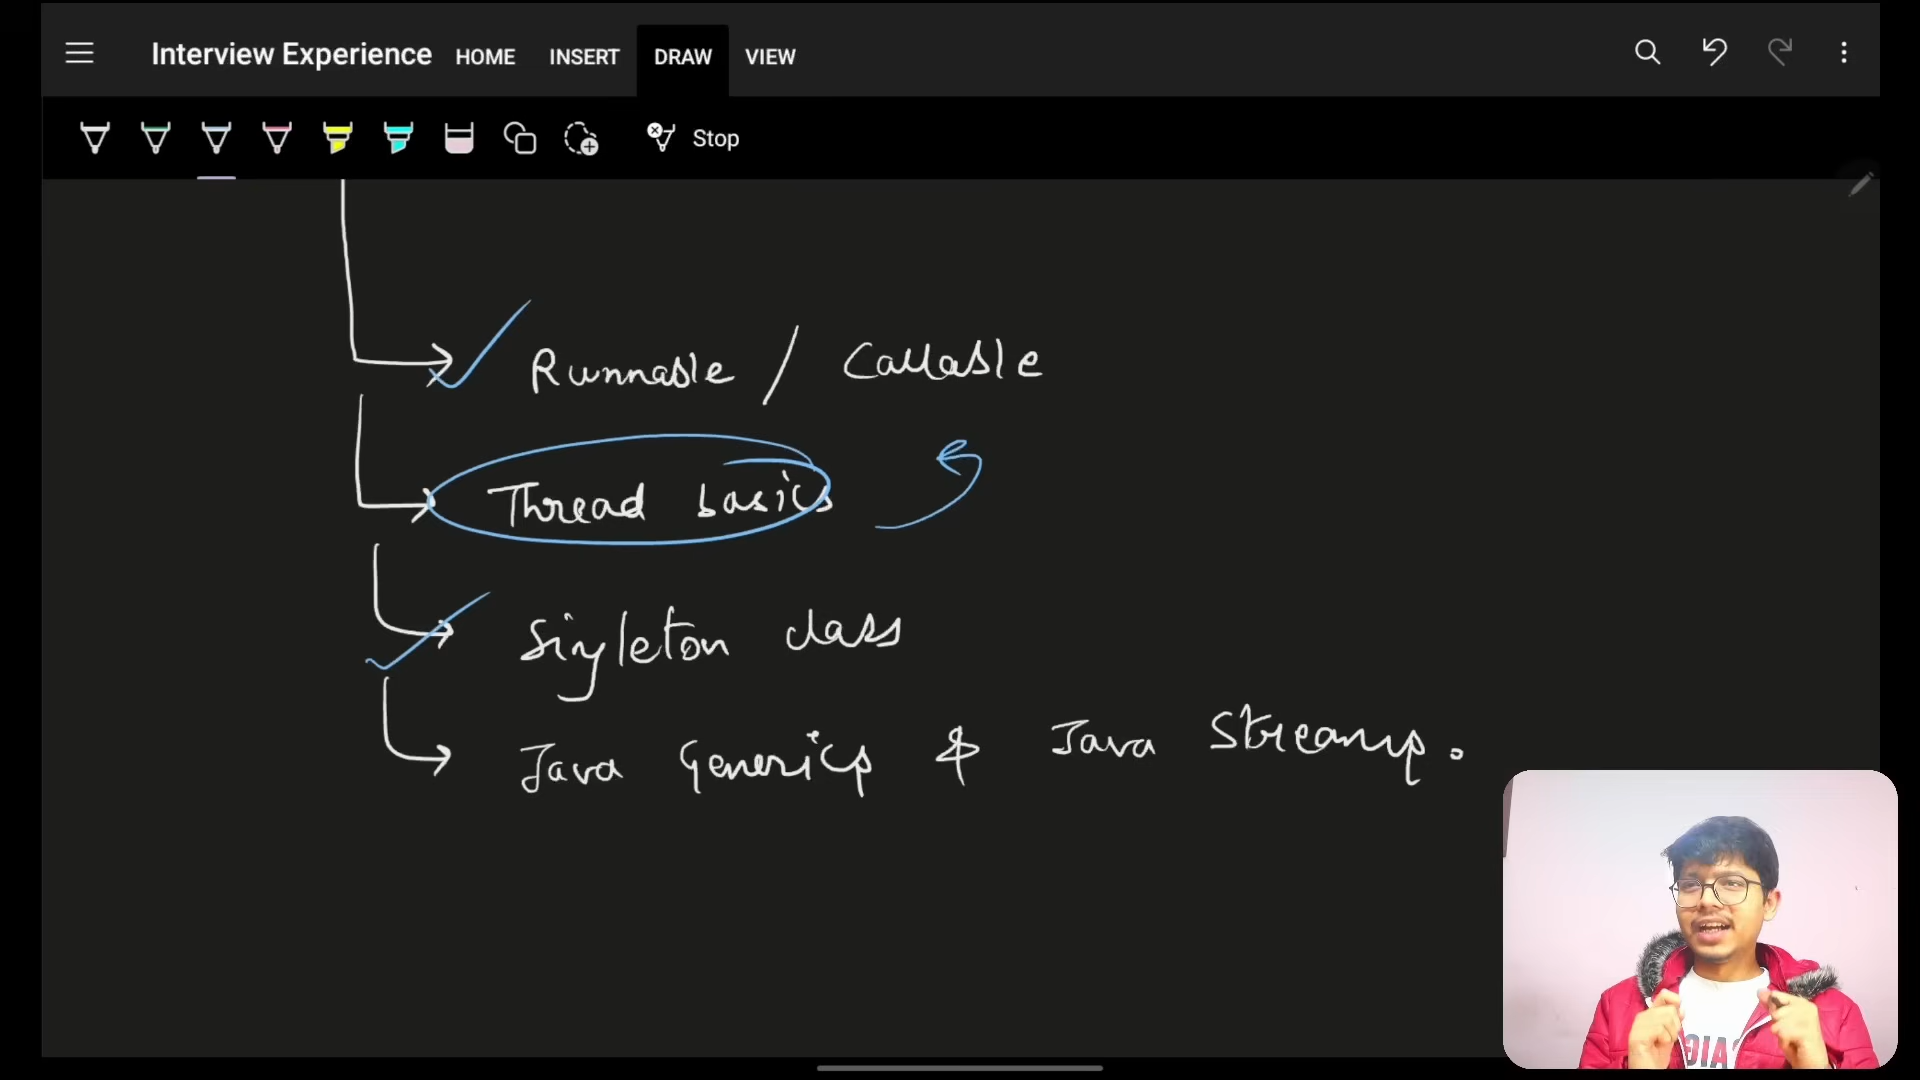 Interview Experience HOME INSERT DRAW VIEW
Stop
Runnable / Callable
Thread basics
Singleton class
Java Generics & Java Streams.